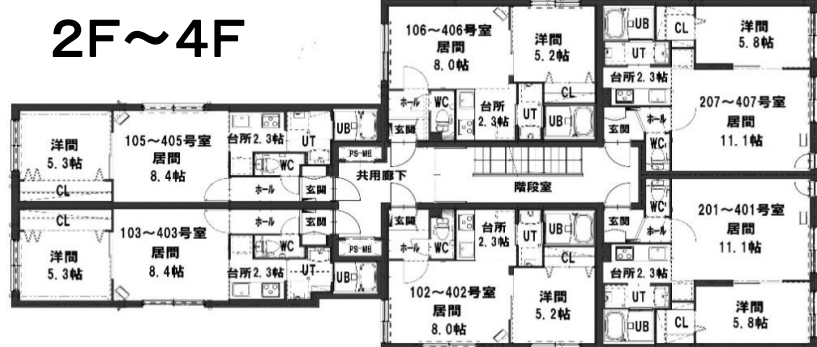 2F～4F
106～406号室
居間
8.0帖
洋間
5.2帖
CL
ホール
WC
台所
2.3帖
UT
UB
玄関
UB
CL
洋間
5.8帖
UT
台所2.3帖
207～407号室
居間
11.1帖
玄関
ホール
WC
洋間
5.3帖
CL
105～405号室
居間
8.4帖
台所2.3帖
UT
UB
WC
ホール
玄関
PS-MB
共用廊下
階段室
CL
洋間
5.3帖
103～403号室
居間
8.4帖
ホール
玄関
WC
台所2.3帖
UT
UB
PS-MB
玄関
ホール
WC
台所
2.3帖
UT
UB
CL
102～402号室
居間
8.0帖
洋間
5.2帖
玄関
WC
ホール
201～401号室
居間
11.1帖
台所2.3帖
UT
UB
CL
洋間
5.8帖